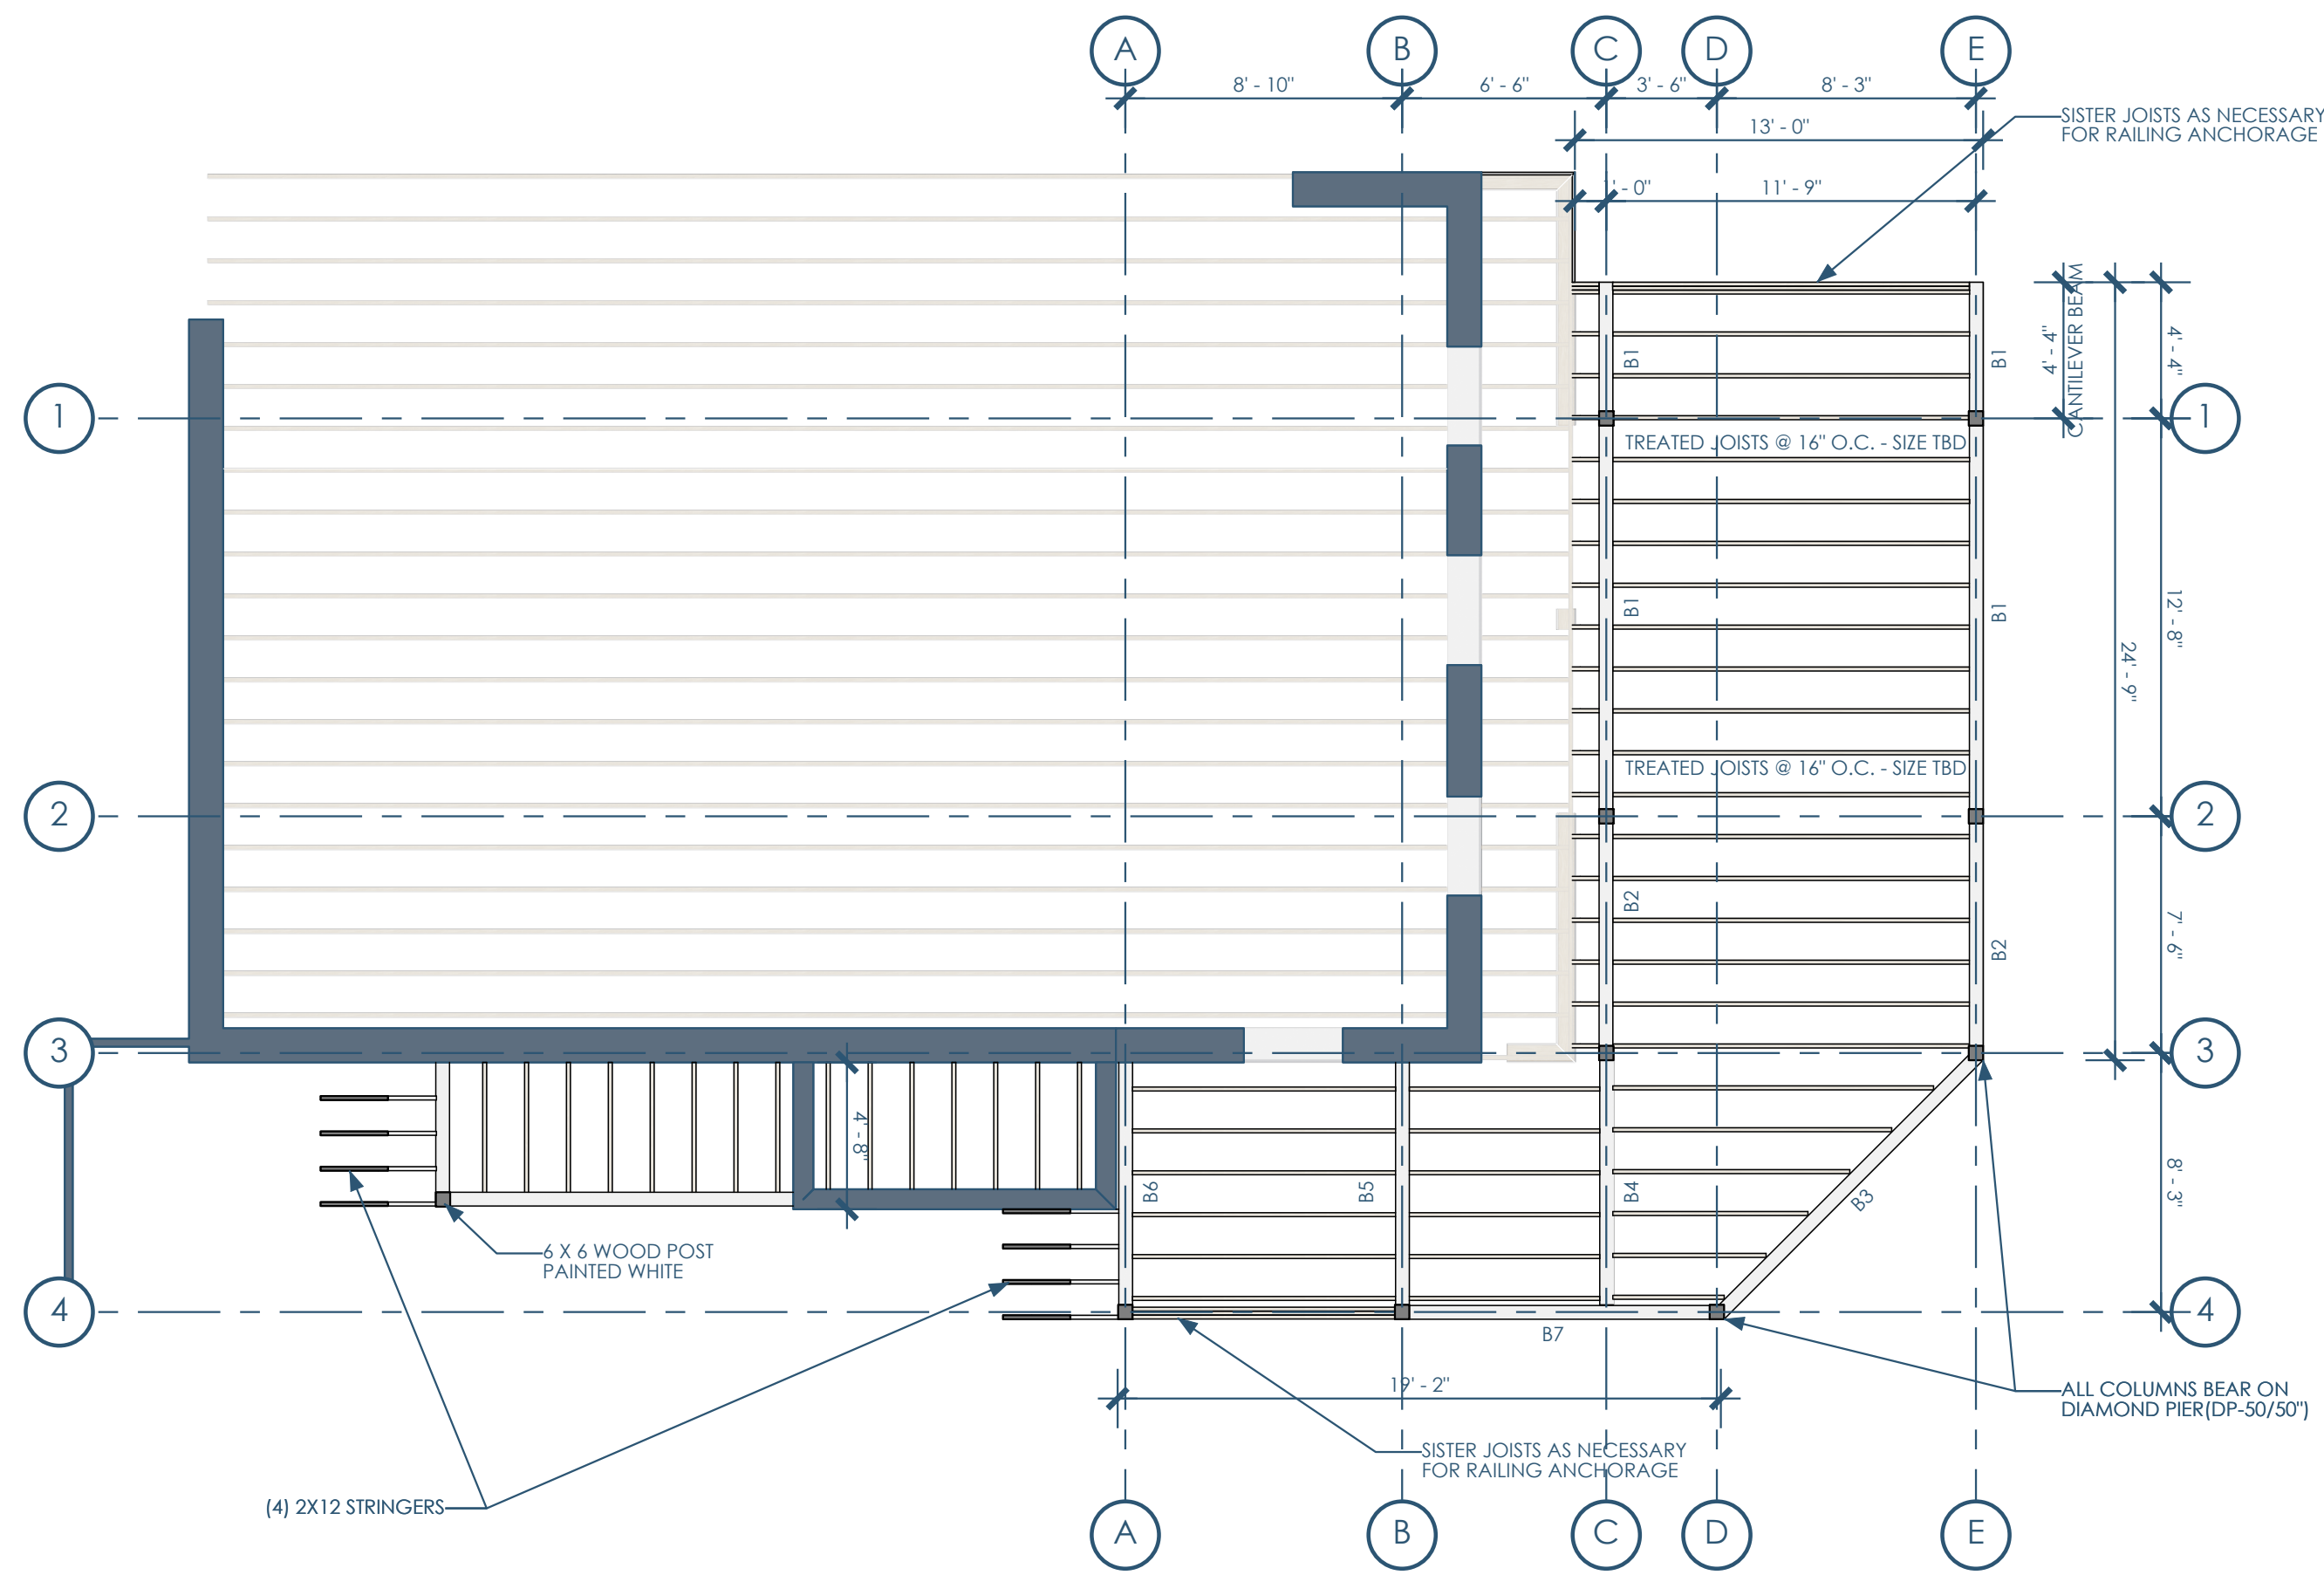 A
B
C
D
E
8' - 10"
6' - 6"
3' - 6"
8' - 3"
SISTER JOISTS AS NECESSARY
FOR RAILING ANCHORAGE
13' - 0"
1' - 0"
11' - 9"
4' - 4"
CANTILEVER BEAM
4' - 4"
B1
B1
1
1
TREATED JOISTS @ 16" O.C. - SIZE TBD
B1
B1
12' - 8"
24' - 9"
TREATED JOISTS @ 16" O.C. - SIZE TBD
2
2
B2
B2
7' - 6"
3
3
4' - 8"
B6
B5
B4
B3
8' - 3"
6 X 6 WOOD POST
PAINTED WHITE
4
4
B7
19' - 2"
ALL COLUMNS BEAR ON
DIAMOND PIER(DP-50/50")
SISTER JOISTS AS NECESSARY
FOR RAILING ANCHORAGE
(4) 2X12 STRINGERS
A
B
C
D
E